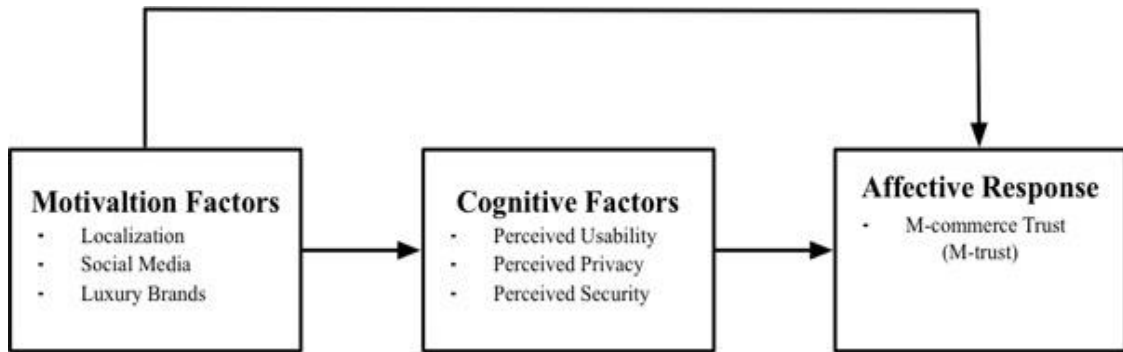 Motivaltion Factors
- Localization
- Social Media
- Luxury Brands
Cognitive Factors
- Perceived Usability
- Perceived Privacy
- Perceived Security
Affective Response
- M-commerce Trust
(M-trust)